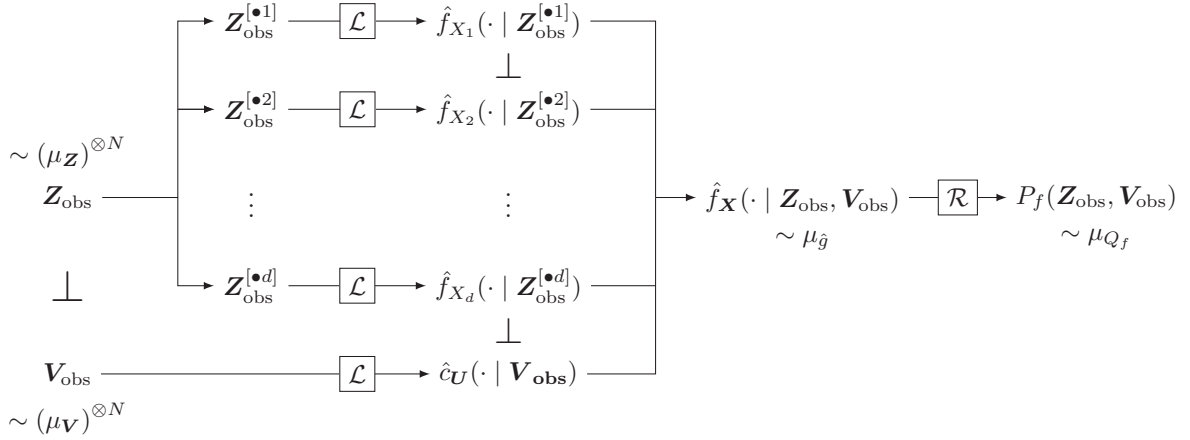 𝒁_obs^[•1] ℒ f̂_{X_1}(· | 𝒁_obs^[•1])
⊥
𝒁_obs^[•2] ℒ f̂_{X_2}(· | 𝒁_obs^[•2])
∼ (μ_𝒁)^{⊗N}
𝒁_obs ⋮ ⋮ f̂_𝑿(· | 𝒁_obs, 𝑽_obs) ℛ P_f(𝒁_obs, 𝑽_obs)
∼ μ_ĝ ∼ μ_{Q_f}
⊥ 𝒁_obs^[•d] ℒ f̂_{X_d}(· | 𝒁_obs^[•d])
⊥
𝑽_obs ℒ ĉ_𝑼(· | 𝑽_𝐨𝐛𝐬)
∼ (μ_𝑽)^{⊗N}